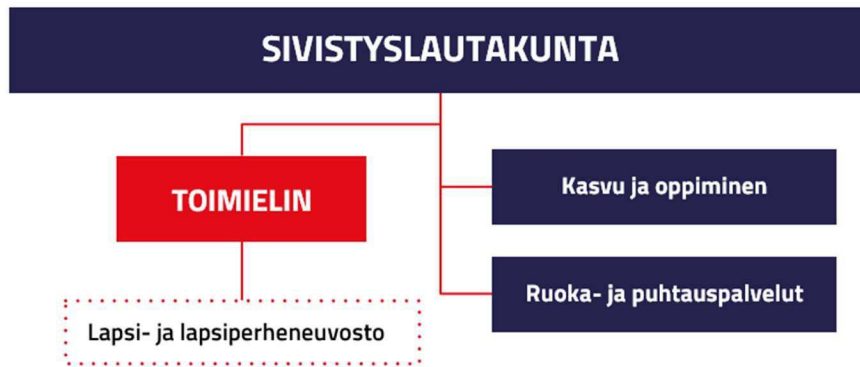 SIVISTYSLAUTAKUNTA
TOIMIELIN
Kasvu ja oppiminen
Ruoka- ja puhtauspalvelut
Lapsi- ja lapsiperheneuvosto